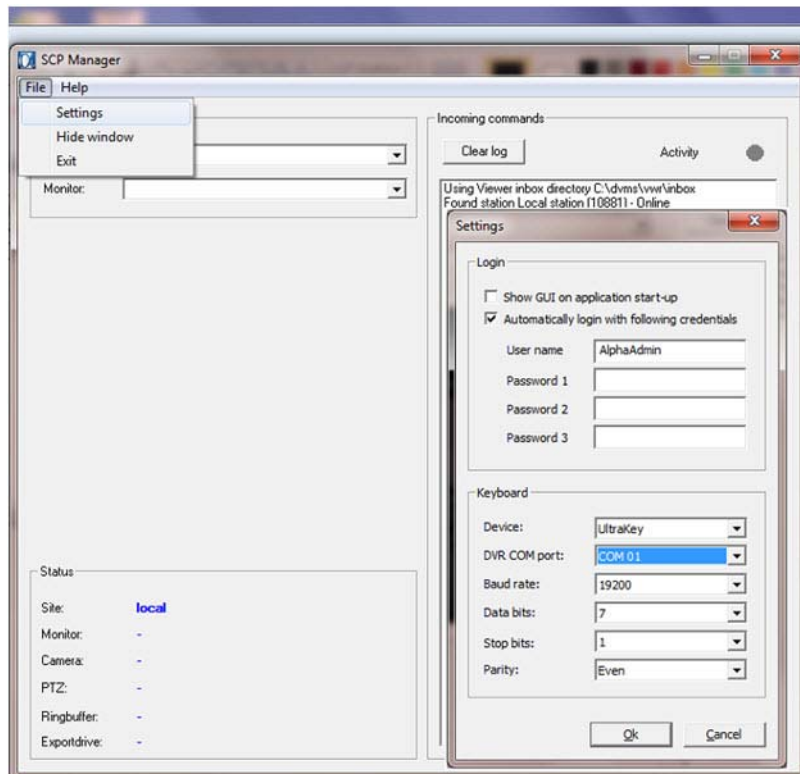 SCP Manager
File Help
Settings
Hide window
Exit
Monitor:
Incoming commands
Clear log
Activity
Using Viewer inbox directory C:\dvms\vwr\inbox
Found station Local station (10881) - Online
Settings
Login
Show GUI on application start-up
Automatically login with following credentials
User name AlphaAdmin
Password 1
Password 2
Password 3
Keyboard
Device: UltraKey
DVR COM port: COM 01
Baud rate: 19200
Data bits: 7
Stop bits: 1
Parity: Even
Ok Cancel
Status
Site: local
Monitor: -
Camera: -
PTZ: -
Ringbuffer: -
Exportdrive: -